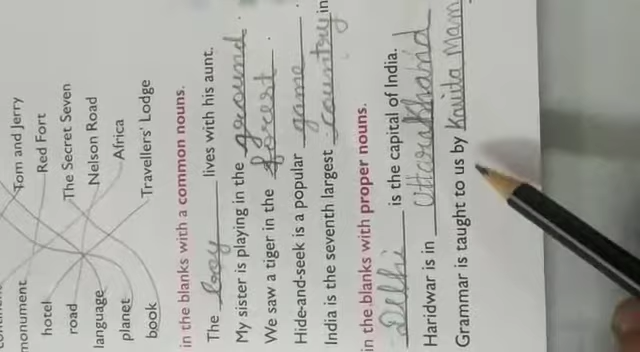 monument
hotel
road
language
planet
book
Tom and Jerry
Red Fort
The Secret Seven
Nelson Road
Africa
Travellers' Lodge
in the blanks with a common nouns.
The boy lives with his aunt.
My sister is playing in the ground.
We saw a tiger in the forest.
Hide-and-seek is a popular game.
India is the seventh largest country in
in the blanks with proper nouns.
Delhi is the capital of India.
Haridwar is in Uttarakhand
Grammar is taught to us by Kavita Mam